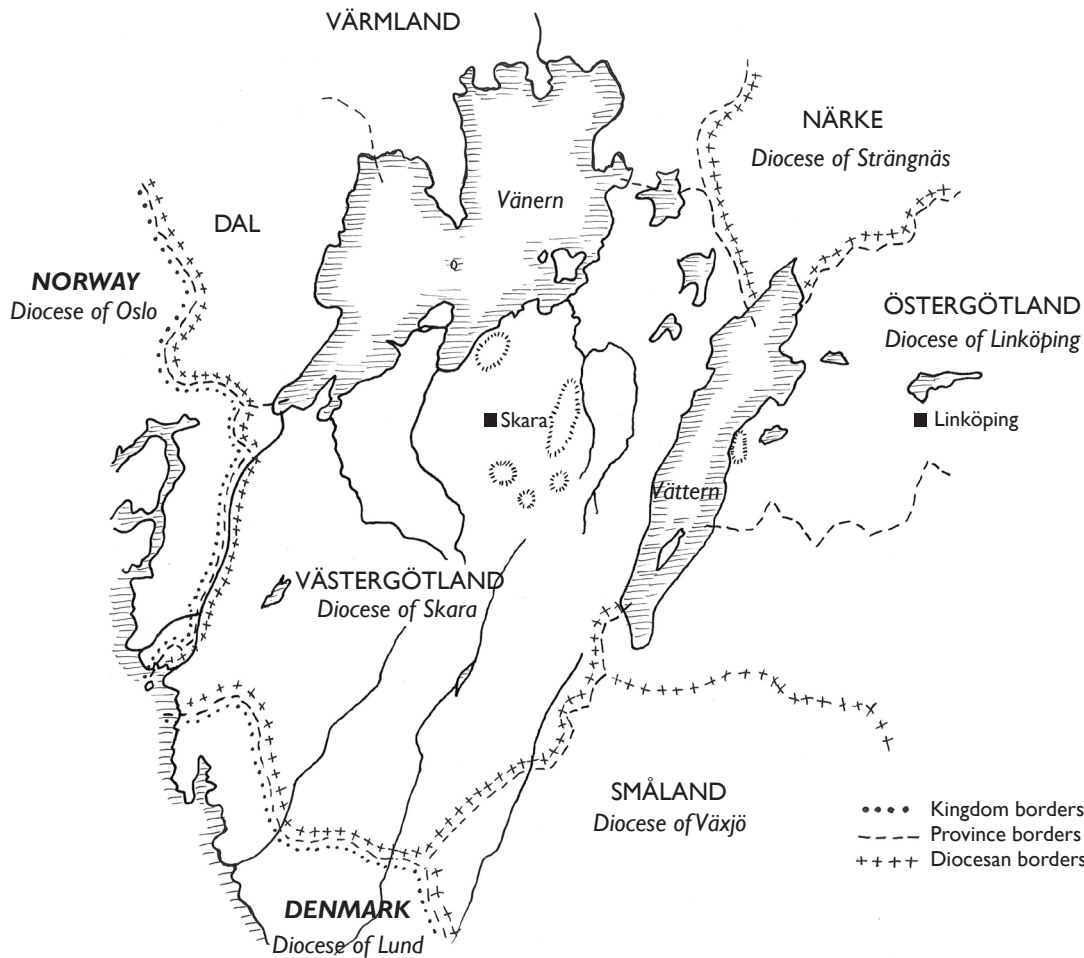 VÄRMLAND
NÄRKE
Diocese of Strängnäs
Vänern
DAL
NORWAY
Diocese of Oslo
ÖSTERGÖTLAND
Diocese of Linköping
Skara
Linköping
Vättern
VÄSTERGÖTLAND
Diocese of Skara
SMÅLAND
Diocese of Växjö
Kingdom borders
Province borders
Diocesan borders
DENMARK
Diocese of Lund